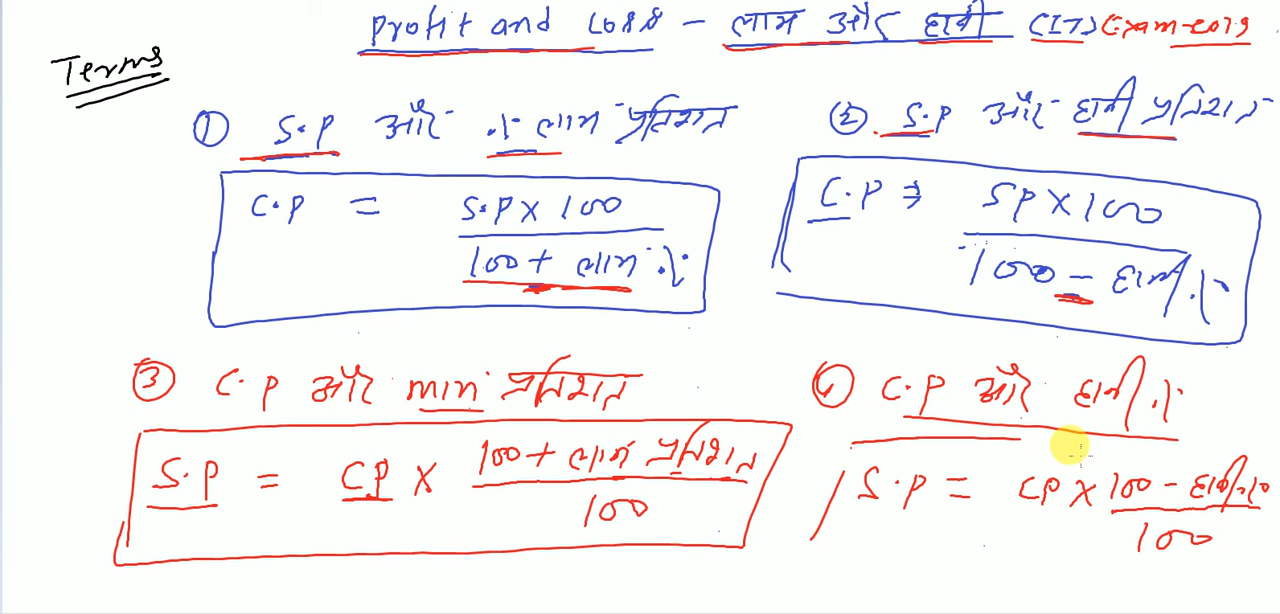 Profit and Loss - लाभ और हानी (ITI Exam-2019
Terms
① S.P और % लाभ प्रतिशत
② S.P और हानी प्रतिशत
C.P = S.P X 100
100 + लाभ %
C.P ⇒ SP X 100
100 - हानी %
③ C.P और लाभ प्रतिशत
C.P और हानी %
S.P = CP X 100 + लाभ प्रतिशत
100
S.P = CP X 100 - हानी %
100